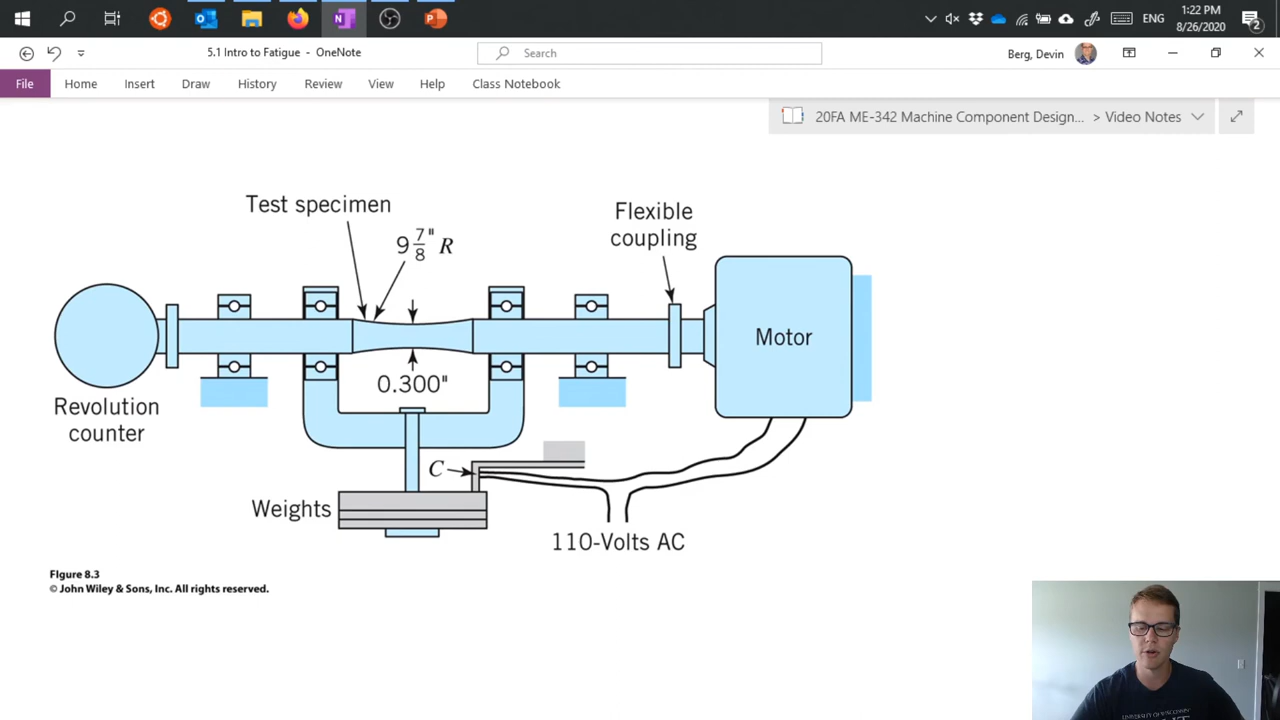 1:22 PM
ENG
8/26/2020
2
5.1 Intro to Fatigue - OneNote
Search
Berg, Devin
File
Home
Insert
Draw
History
Review
View
Help
Class Notebook
20FA ME-342 Machine Component Design... > Video Notes
Test specimen
9 7/8" R
Flexible
coupling
Motor
0.300"
Revolution
counter
C
Weights
110-Volts AC
FIgure 8.3
© John Wiley & Sons, Inc. All rights reserved.